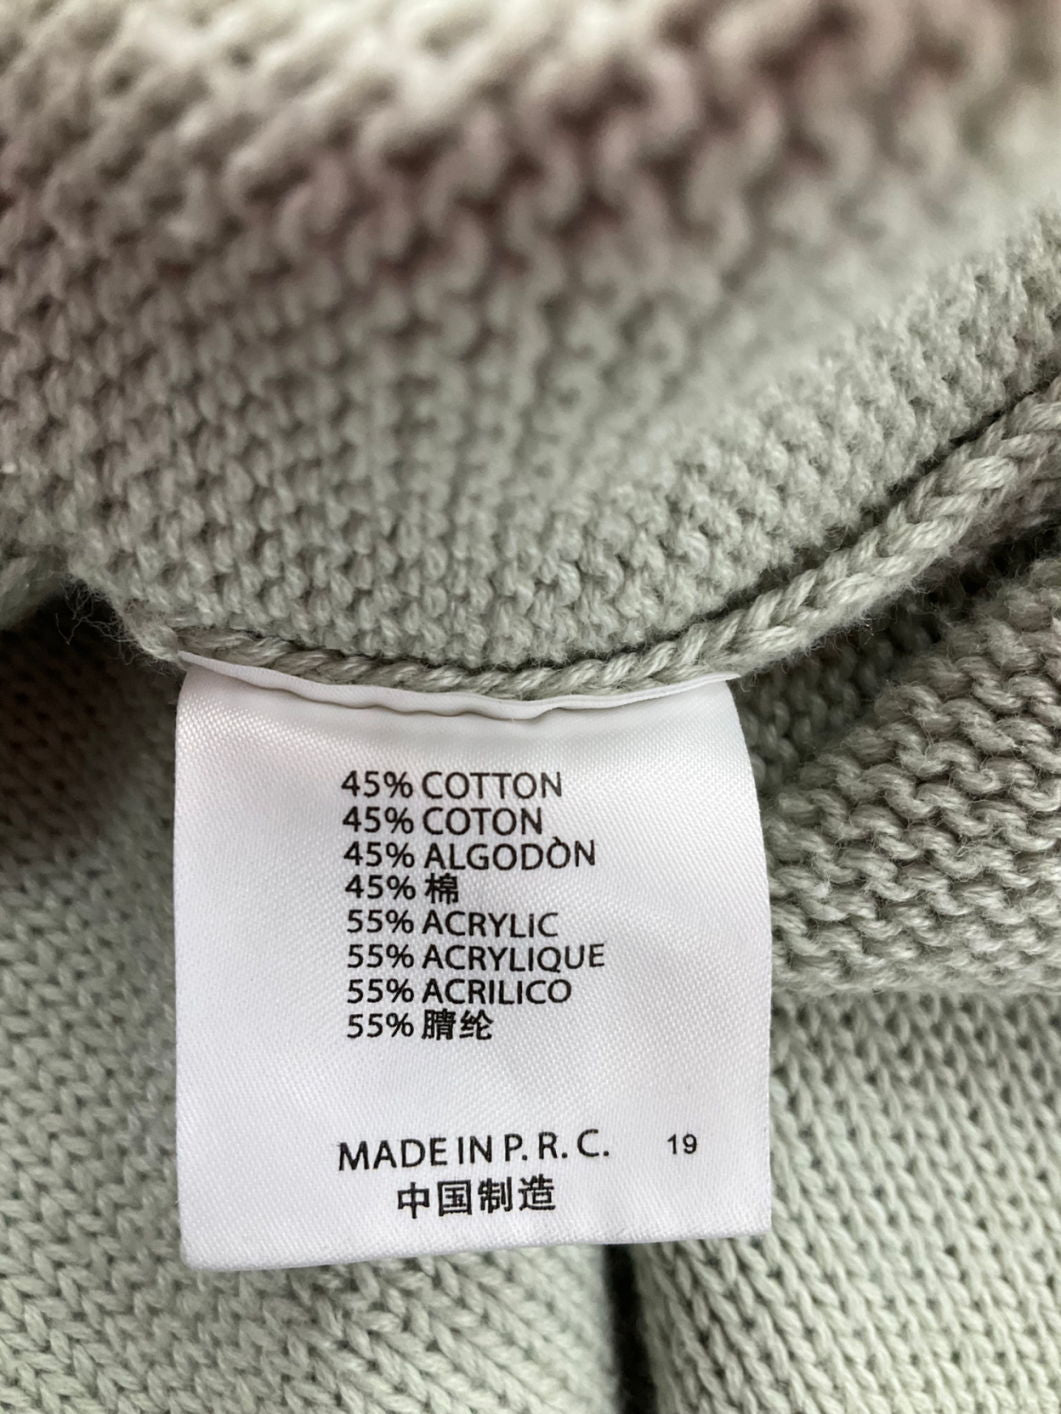 45% COTTON
45% COTON
45% ALGODÒN
45% 棉
55% ACRYLIC
55% ACRYLIQUE
55% ACRILICO
55% 腈纶
MADE IN P. R. C. 19
中国制造